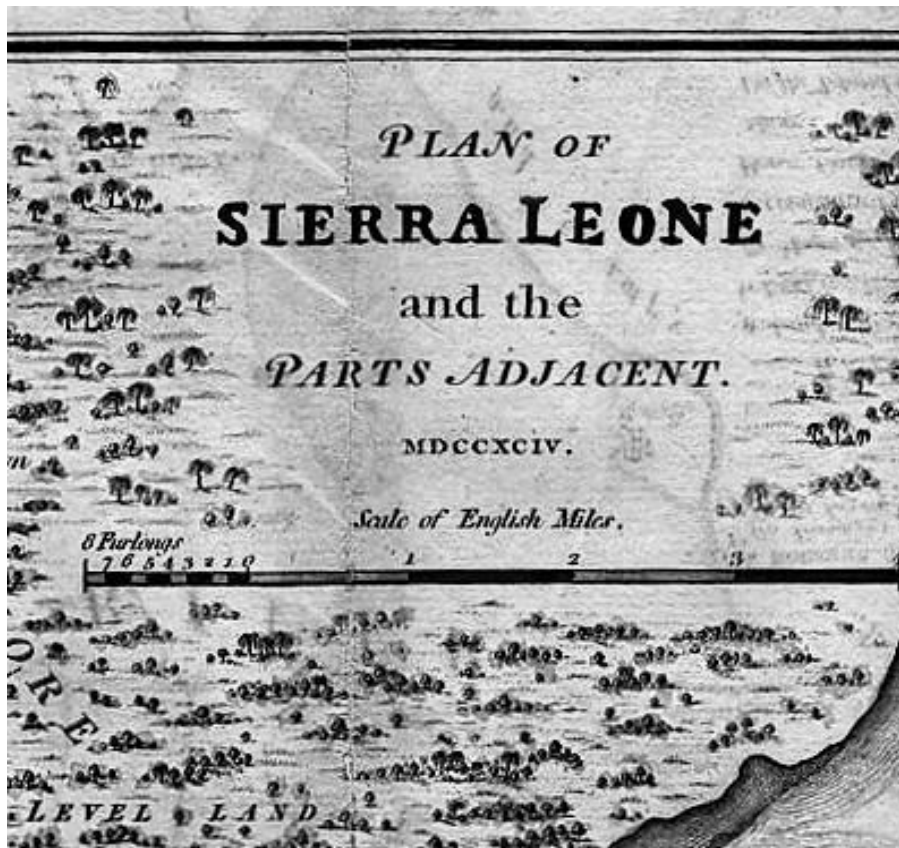 PLAN OF
SIERRA LEONE
and the
PARTS ADJACENT.
MDCCXCIV.
Scale of English Miles.
8 Furlongs
7 6 5 4 3 2 1 0 1 2 3
ORE
LEVEL LAND